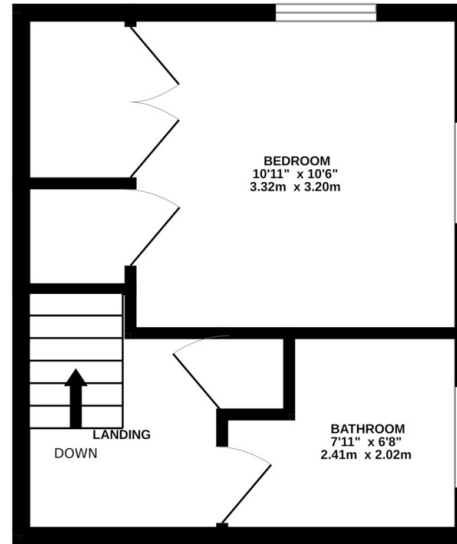 BEDROOM
10'11" x 10'6"
3.32m x 3.20m
LANDING
DOWN
BATHROOM
7'11" x 6'8"
2.41m x 2.02m